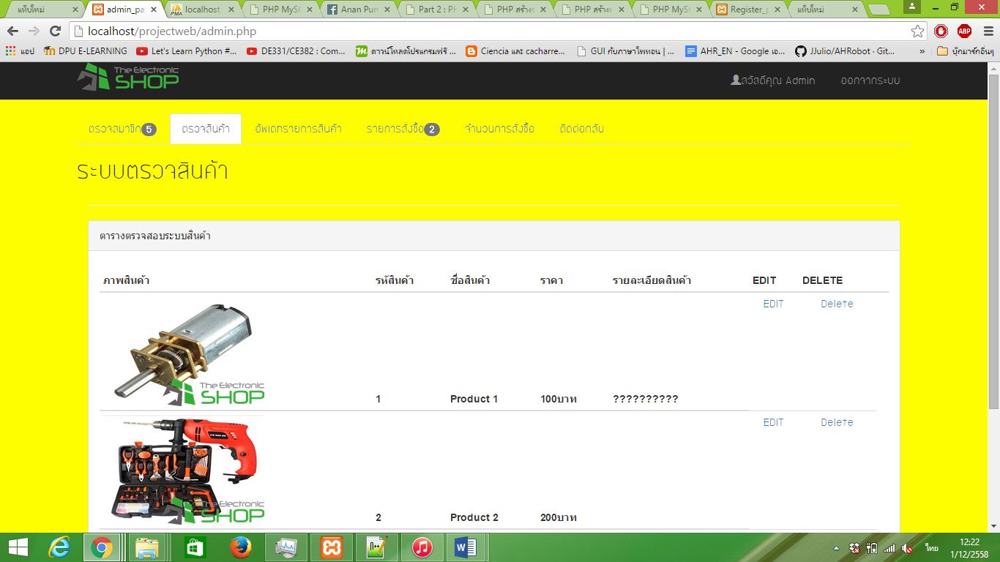 แท็บใหม่
admin_pa
localhost
PHP MySC
Anan Pun
Part 2 : PH
PHP สร้างร
PHP สร้างห
PHP MySC
Register_p
แท็บใหม่
localhost/projectweb/admin.php
แอป
DPU E-LEARNING
Let's Learn Python #...
DE331/CE382 : Com...
ดาวน์โหลดโปรแกรมฟรี ...
Ciencia และ cacharre...
GUI กับภาษาไพทอน | ...
AHR_EN - Google เอ...
JJulio/AHRobot · Git...
»
บุ๊กมาร์กอื่นๆ
The Electronic
SHOP
สวัสดีคุณ Admin
ออกจากระบบ
ตรวจสมาชิก 5
ตรวจสินค้า
อัพเดทรายการสินค้า
รายการสั่งซื้อ 2
จำนวนการสั่งซื้อ
ติดต่อกลับ
ระบบตรวจสินค้า
ตารางตรวจสอบระบบสินค้า
ภาพสินค้า รหัสินค้า ชื่อสินค้า ราคา รายละเอียดสินค้า EDIT DELETE
EDIT Delete
The Electronic
SHOP
1 Product 1 100บาท ??????????
EDIT Delete
The Electronic
SHOP
2 Product 2 200บาท
ไทย
12:22
1/12/2558